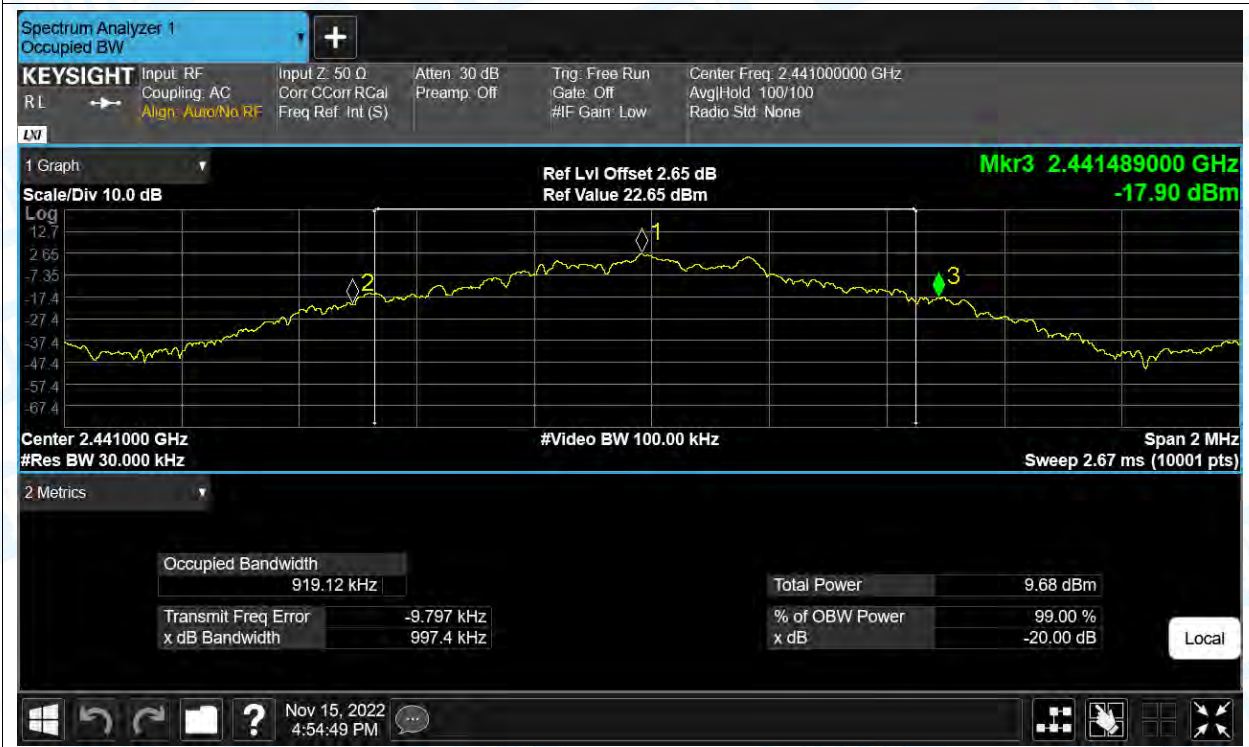 Spectrum Analyzer 1
Occupied BW
KEYSIGHT
R L
LXI
Input: RF
Coupling: AC
Align: Auto/No RF
Input Z: 50 Ω
Corr CCorr RCal
Freq Ref: Int (S)
Atten: 30 dB
Preamp: Off
Trig: Free Run
Gate: Off
#IF Gain: Low
Center Freq: 2.441000000 GHz
Avg|Hold: 100/100
Radio Std: None
1 Graph
Scale/Div 10.0 dB
Ref Lvl Offset 2.65 dB
Ref Value 22.65 dBm
Mkr3 2.441489000 GHz
-17.90 dBm
Log
12.7
2.65
-7.35
-17.4
-27.4
-37.4
-47.4
-57.4
-67.4
1
2
3
Center 2.441000 GHz
#Res BW 30.000 kHz
#Video BW 100.00 kHz
Span 2 MHz
Sweep 2.67 ms (10001 pts)
2 Metrics
Occupied Bandwidth
919.12 kHz
Transmit Freq Error -9.797 kHz
x dB Bandwidth 997.4 kHz
Total Power 9.68 dBm
% of OBW Power 99.00 %
x dB -20.00 dB
Local
?
Nov 15, 2022
4:54:49 PM